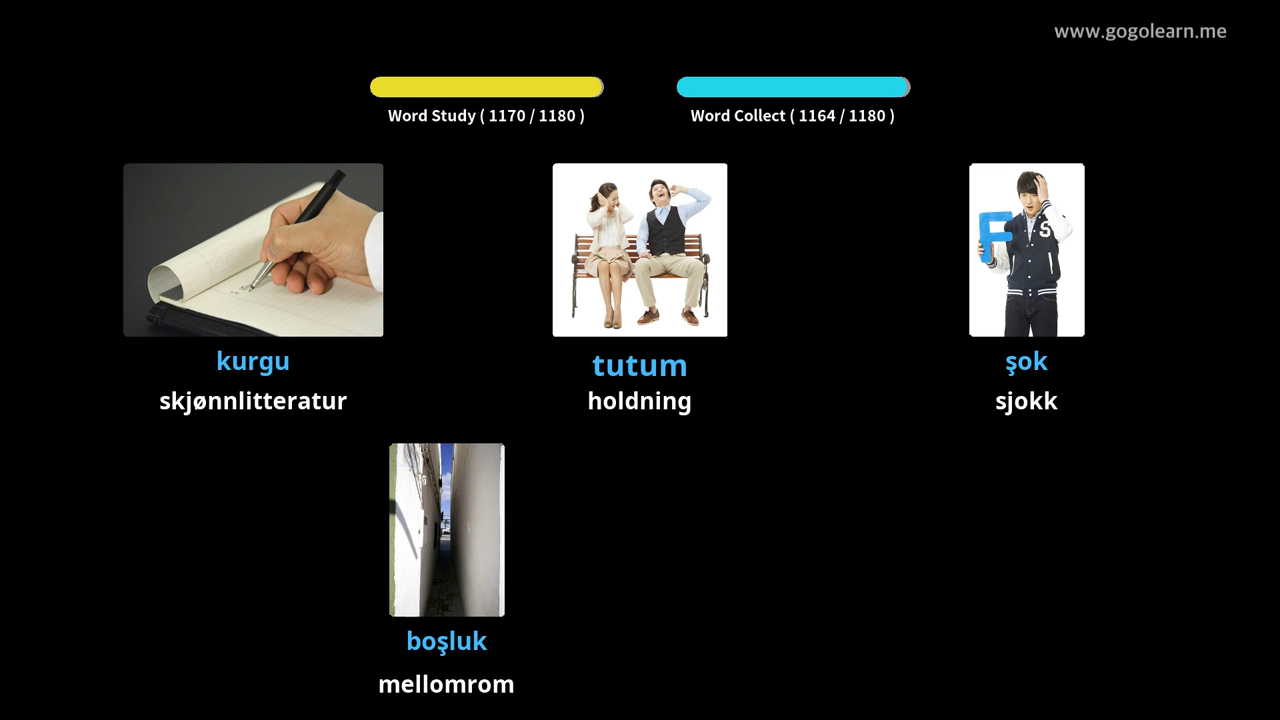 www.gogolearn.me
Word Study ( 1170 / 1180 )
Word Collect ( 1164 / 1180 )
F
S
kurgu
skjønnlitteratur
tutum
holdning
şok
sjokk
boşluk
mellomrom